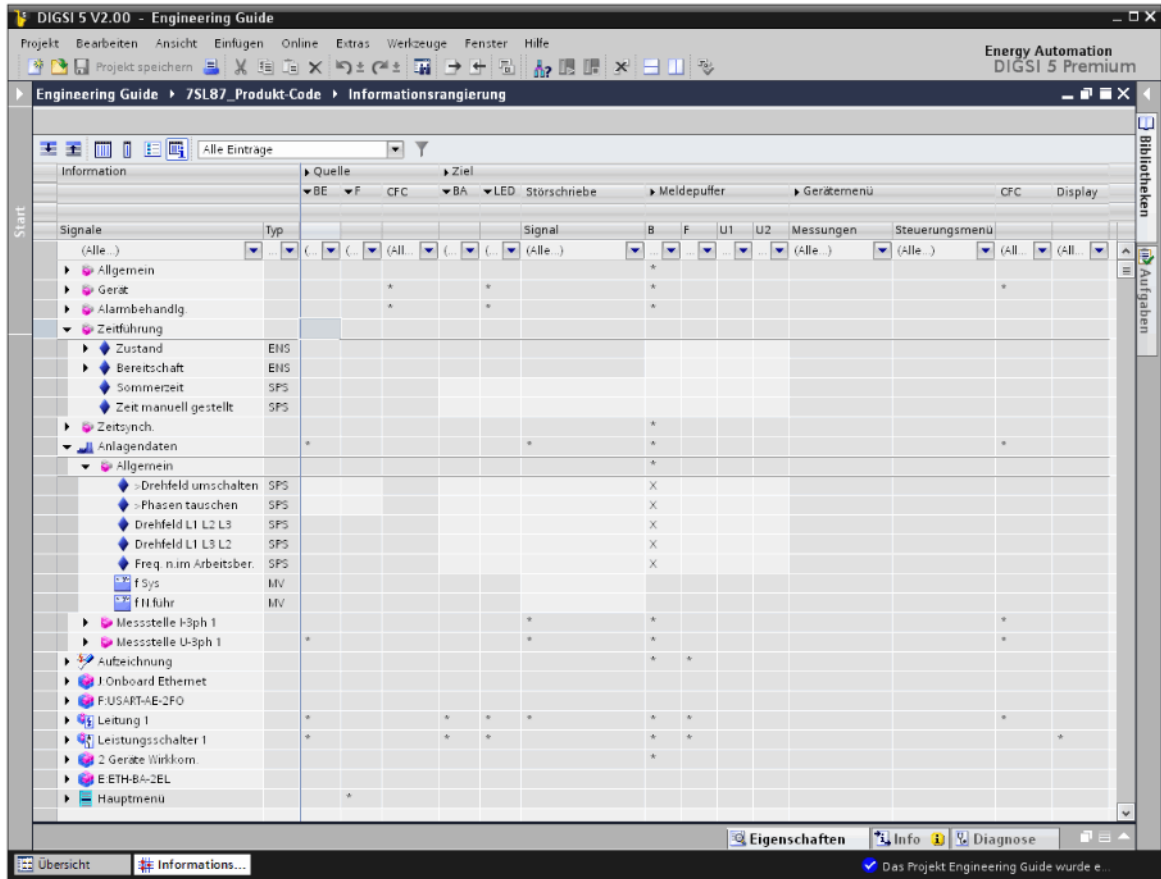 DIGSI 5 V2.00 - Engineering Guide
Projekt Bearbeiten Ansicht Einfügen Online Extras Werkzeuge Fenster Hilfe
Energy Automation
DIGSI 5 Premium
Projekt speichern
Engineering Guide 7SL87_Produkt-Code Informationsrangierung
Alle Einträge
Information Quelle Ziel
BE F CFC BA LED Störschriebe Meldepuffer Gerätemenü CFC Display
Signale Typ Signal B F U1 U2 Messungen Steuerungsmenü
(Alle...) ... (... (... (All... (... (... (Alle...) ... ... ... ... (Alle...) (Alle...) (All... (All...
Allgemein *
Gerät * * * *
Alarmbehandlg. * * *
Zeitführung
Zustand ENS
Bereitschaft ENS
Sommerzeit SPS
Zeit manuell gestellt SPS
Zeitsynch. *
Anlagendaten * * * *
Allgemein *
>Drehfeld umschalten SPS X
>Phasen tauschen SPS X
Drehfeld L1 L2 L3 SPS X
Drehfeld L1 L3 L2 SPS X
Freq. n.im Arbeitsber. SPS X
f Sys MV
f N.führ MV
Messstelle I-3ph 1 * * *
Messstelle U-3ph 1 * * * *
Aufzeichnung * *
J:Onboard Ethernet
F:USART-AE-2FO
Leitung 1 * * * * * * *
Leistungsschalter 1 * * * * * *
2 Geräte Wirkkom. *
E:ETH-BA-2EL
Hauptmenü *
Start
Bibliotheken
Aufgaben
Eigenschaften Info Diagnose
Übersicht Informations... Das Projekt Engineering Guide wurde e...